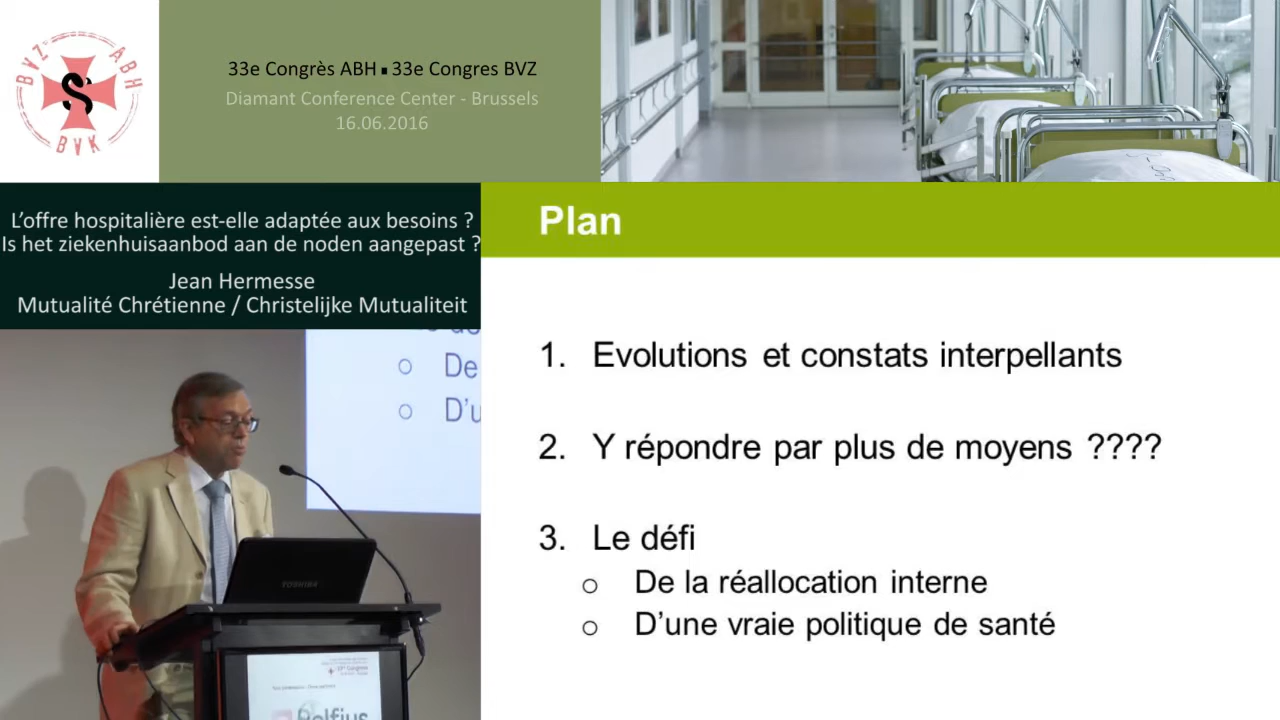 BVZ ABH
BVK
33e Congrès ABH ▪ 33e Congres BVZ
Diamant Conference Center - Brussels
16.06.2016
L'offre hospitalière est-elle adaptée aux besoins ?
Is het ziekenhuisaanbod aan de noden aangepast ?
Jean Hermesse
Mutualité Chrétienne / Christelijke Mutualiteit
Plan
1. Evolutions et constats interpellants
2. Y répondre par plus de moyens ????
3. Le défi
o De la réallocation interne
o D'une vraie politique de santé
o De
o D'u
TOSHIBA
Belfius